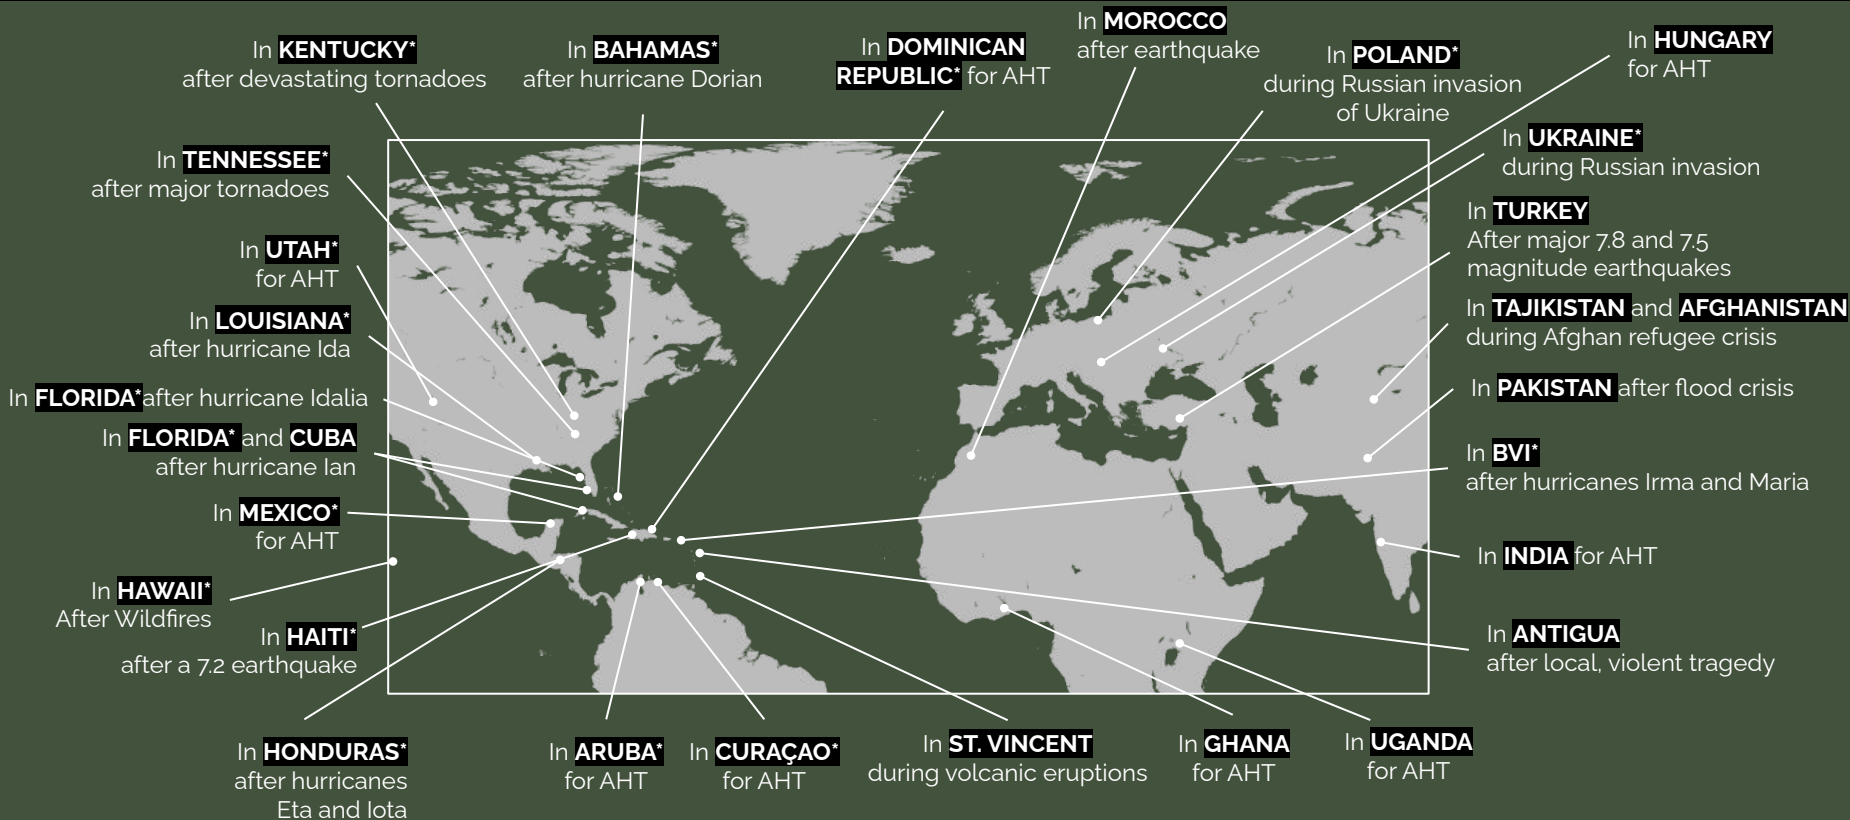 In KENTUCKY*
after devastating tornadoes
In BAHAMAS*
after hurricane Dorian
In DOMINICAN
REPUBLIC* for AHT
In MOROCCO
after earthquake
In POLAND*
during Russian invasion
of Ukraine
In HUNGARY
for AHT
In TENNESSEE*
after major tornadoes
In UKRAINE*
during Russian invasion
In UTAH*
for AHT
In TURKEY
After major 7.8 and 7.5
magnitude earthquakes
In LOUISIANA*
after hurricane Ida
In TAJIKISTAN and AFGHANISTAN
during Afghan refugee crisis
In FLORIDA* after hurricane Idalia
In PAKISTAN after flood crisis
In FLORIDA* and CUBA
after hurricane Ian
In BVI*
after hurricanes Irma and Maria
In MEXICO*
for AHT
In INDIA for AHT
In HAWAII*
After Wildfires
In HAITI*
after a 7.2 earthquake
In ANTIGUA
after local, violent tragedy
In HONDURAS*
after hurricanes
Eta and Iota
In ARUBA*
for AHT
In CURAÇAO*
for AHT
In ST. VINCENT
during volcanic eruptions
In GHANA
for AHT
In UGANDA
for AHT